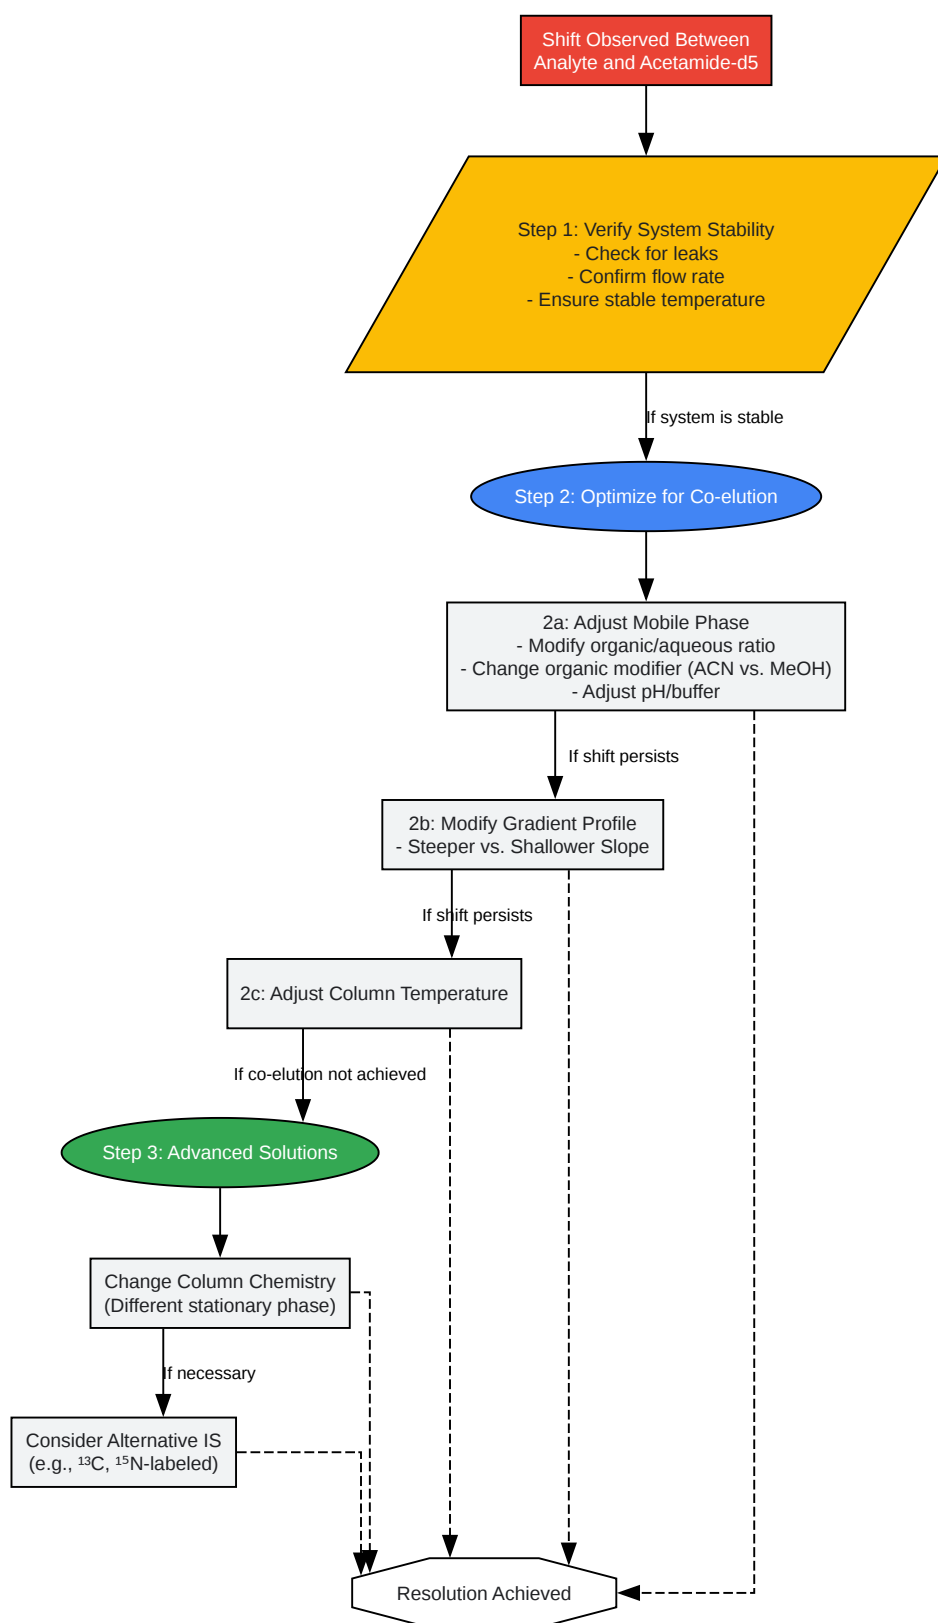 Shift Observed Between
Analyte and Acetamide-d5
Step 1: Verify System Stability
- Check for leaks
- Confirm flow rate
- Ensure stable temperature
If system is stable
Step 2: Optimize for Co-elution
2a: Adjust Mobile Phase
- Modify organic/aqueous ratio
- Change organic modifier (ACN vs. MeOH)
- Adjust pH/buffer
If shift persists
2b: Modify Gradient Profile
- Steeper vs. Shallower Slope
If shift persists
2c: Adjust Column Temperature
If co-elution not achieved
Step 3: Advanced Solutions
Change Column Chemistry
(Different stationary phase)
If necessary
Consider Alternative IS
(e.g., ¹³C, ¹⁵N-labeled)
Resolution Achieved